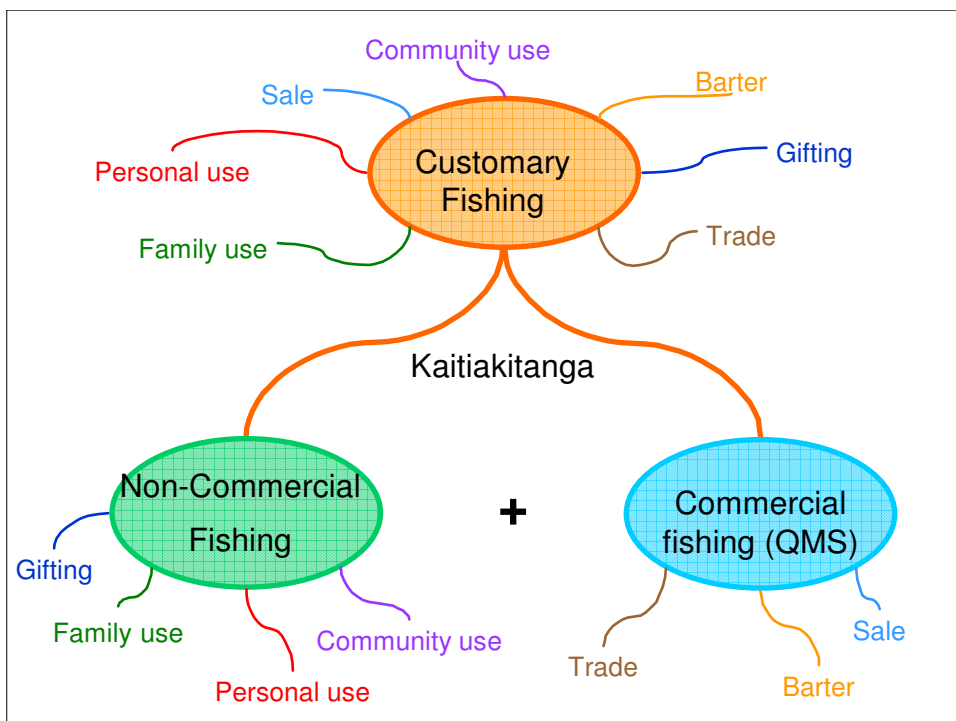 Community use
Barter
Sale
Gifting
Personal use
Customary
Fishing
Family use
Trade
Kaitiakitanga
Non-Commercial
Fishing
+
Commercial
fishing (QMS)
Gifting
Family use
Community use
Personal use
Sale
Trade
Barter